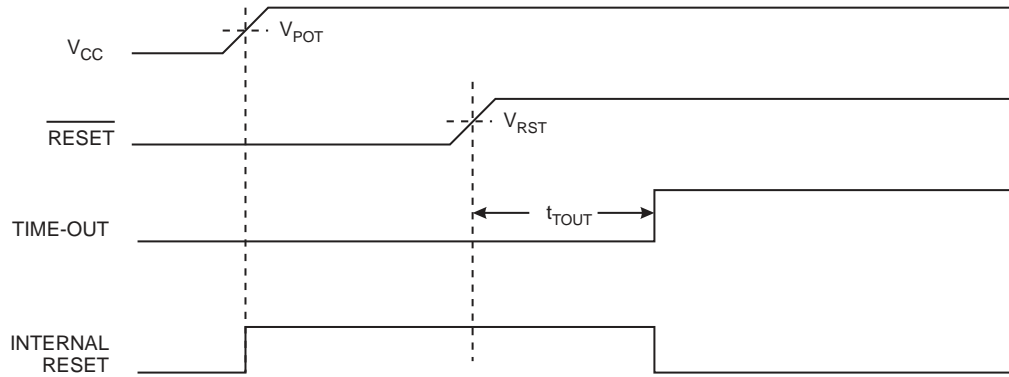 V_CC
V_POT
RESET
V_RST
TIME-OUT
t_TOUT
INTERNAL
RESET